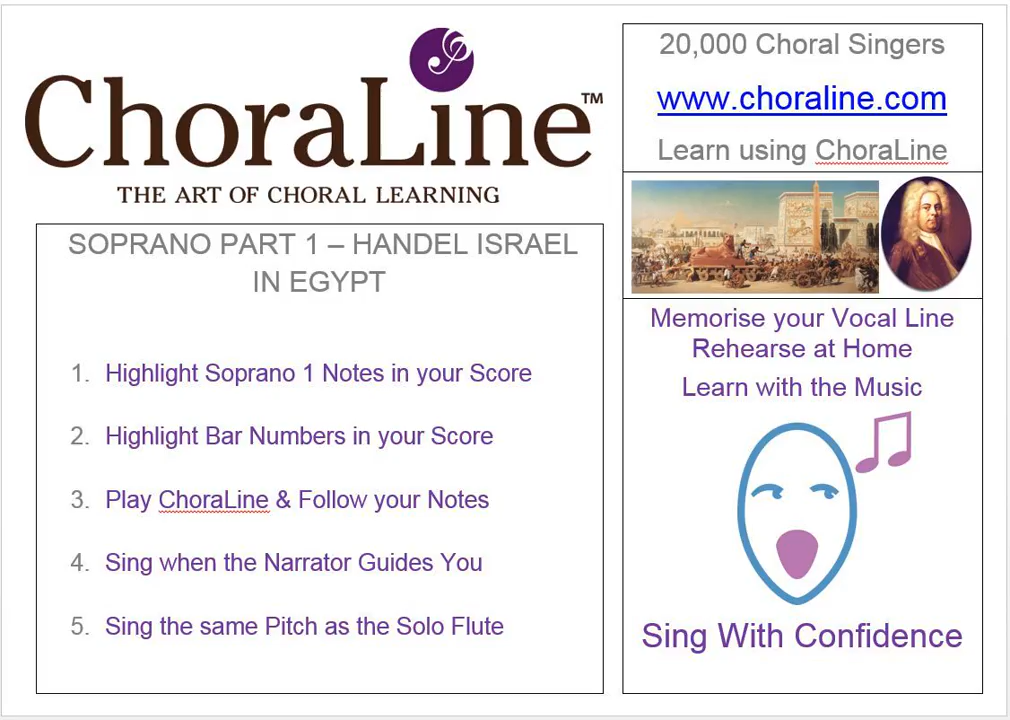 ChoraLine™
THE ART OF CHORAL LEARNING
SOPRANO PART 1 – HANDEL ISRAEL
IN EGYPT
1. Highlight Soprano 1 Notes in your Score
2. Highlight Bar Numbers in your Score
3. Play ChoraLine & Follow your Notes
4. Sing when the Narrator Guides You
5. Sing the same Pitch as the Solo Flute
20,000 Choral Singers
www.choraline.com
Learn using ChoraLine
Memorise your Vocal Line
Rehearse at Home
Learn with the Music
Sing With Confidence